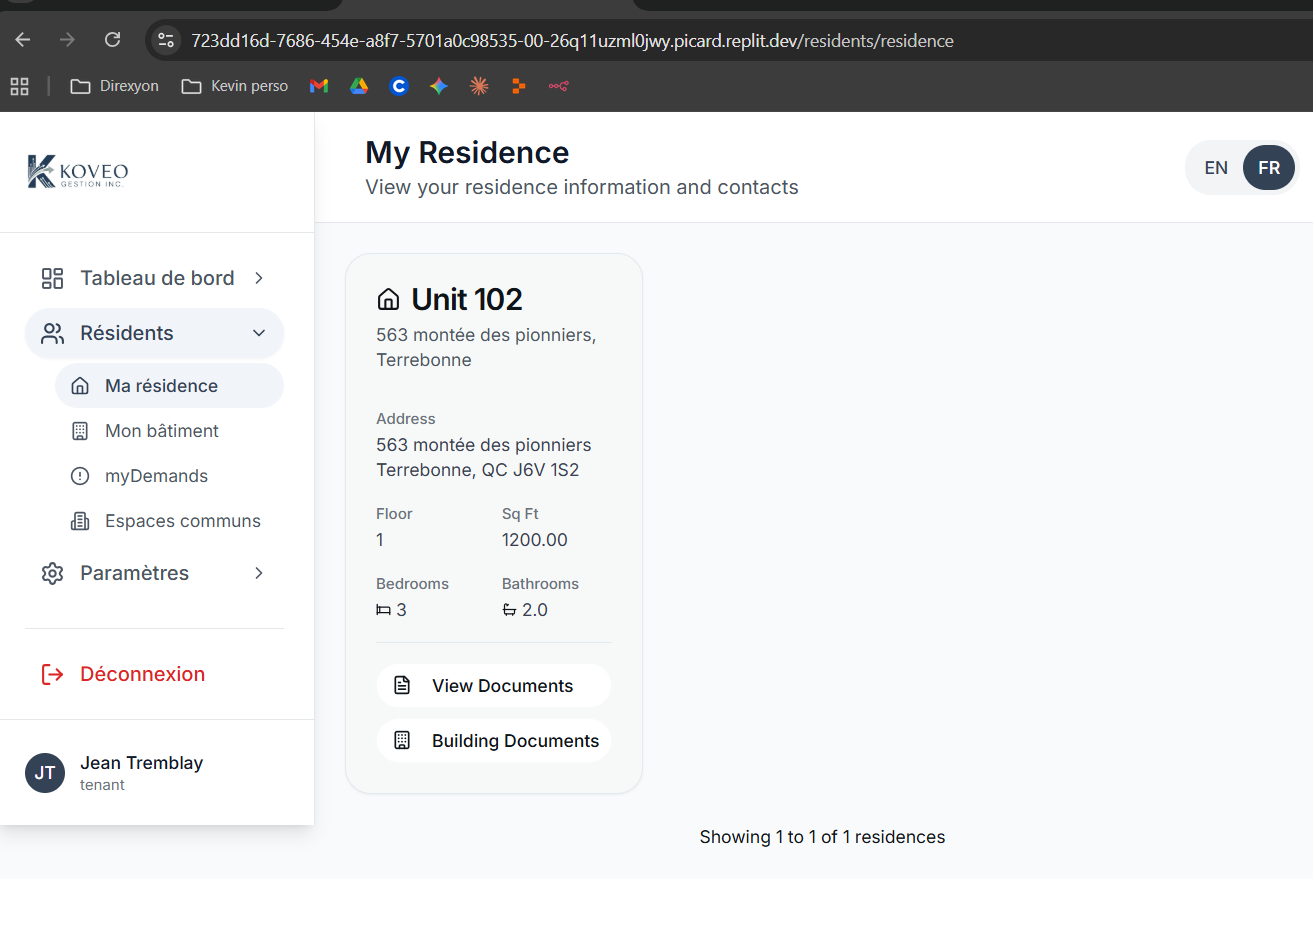 723dd16d-7686-454e-a8f7-5701a0c98535-00-26q11uzml0jwy.picard.replit.dev/residents/residence
Direxyon
Kevin perso
KOVEO
GESTION INC.
My Residence
View your residence information and contacts
EN
FR
Tableau de bord
Résidents
Ma résidence
Mon bâtiment
myDemands
Espaces communs
Paramètres
Déconnexion
JT
Jean Tremblay
tenant
Unit 102
563 montée des pionniers,
Terrebonne
Address
563 montée des pionniers
Terrebonne, QC J6V 1S2
Floor
Sq Ft
1
1200.00
Bedrooms
Bathrooms
3
2.0
View Documents
Building Documents
Showing 1 to 1 of 1 residences